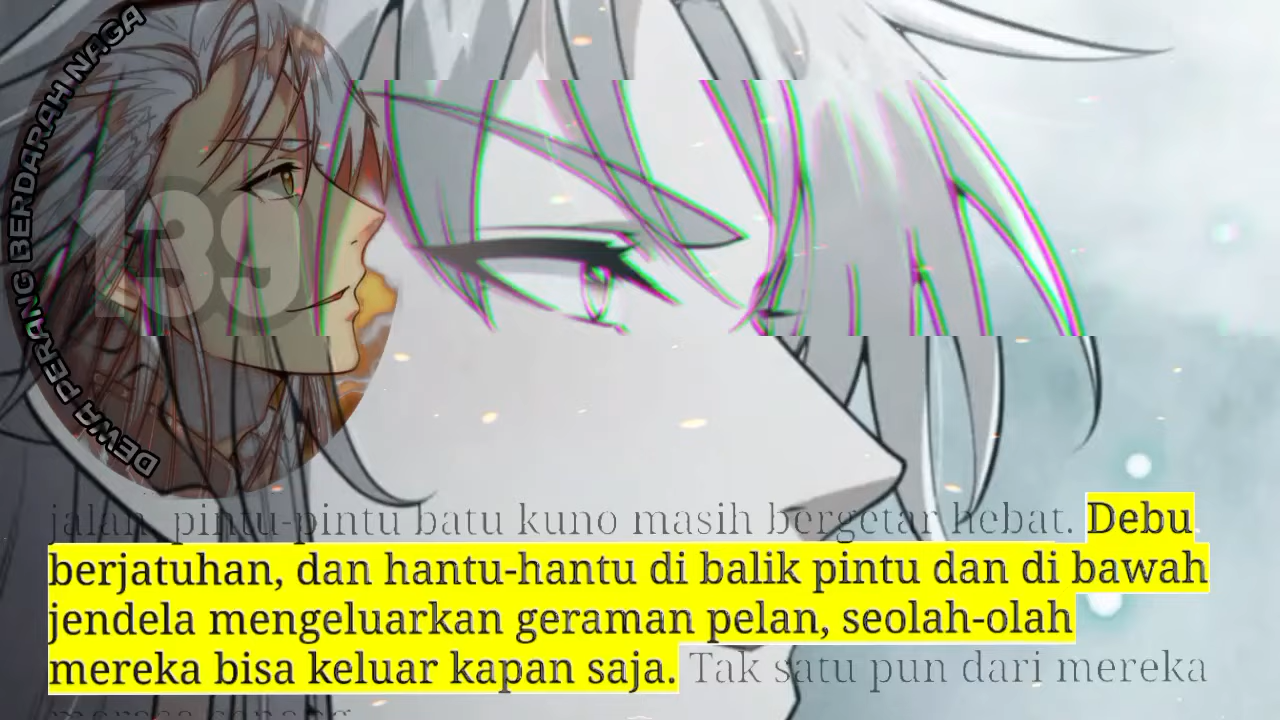 DEWA PERANG BERDARAH NAGA
139
jalan, pintu-pintu batu kuno masih bergetar hebat. Debu
berjatuhan, dan hantu-hantu di balik pintu dan di bawah
jendela mengeluarkan geraman pelan, seolah-olah
mereka bisa keluar kapan saja. Tak satu pun dari mereka